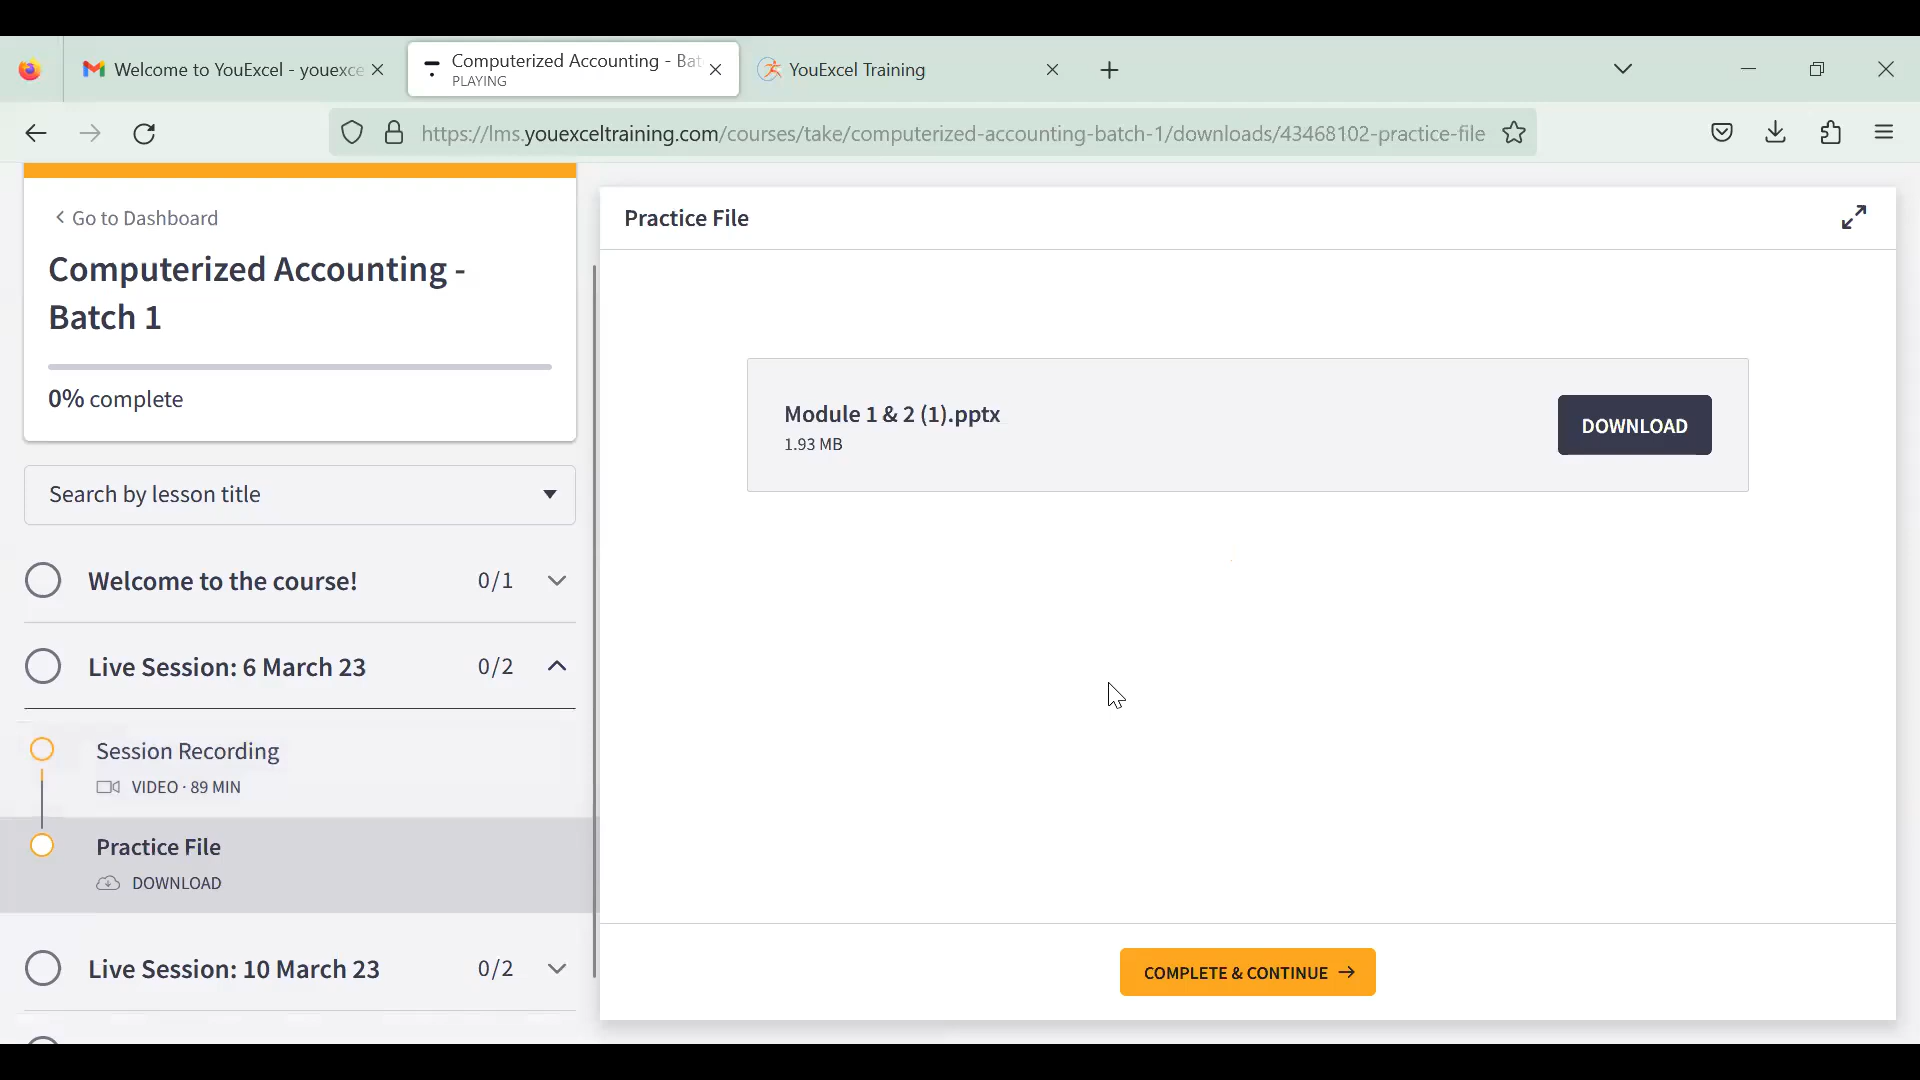 Welcome to YouExcel - youexce
Computerized Accounting - Bat
PLAYING
YouExcel Training
https://lms.youexceltraining.com/courses/take/computerized-accounting-batch-1/downloads/43468102-practice-file
Go to Dashboard
Computerized Accounting -
Batch 1
0% complete
Search by lesson title
Welcome to the course! 0/1
Live Session: 6 March 23 0/2
Session Recording
VIDEO · 89 MIN
Practice File
DOWNLOAD
Live Session: 10 March 23 0/2
Practice File
Module 1 & 2 (1).pptx
1.93 MB
DOWNLOAD
COMPLETE & CONTINUE →